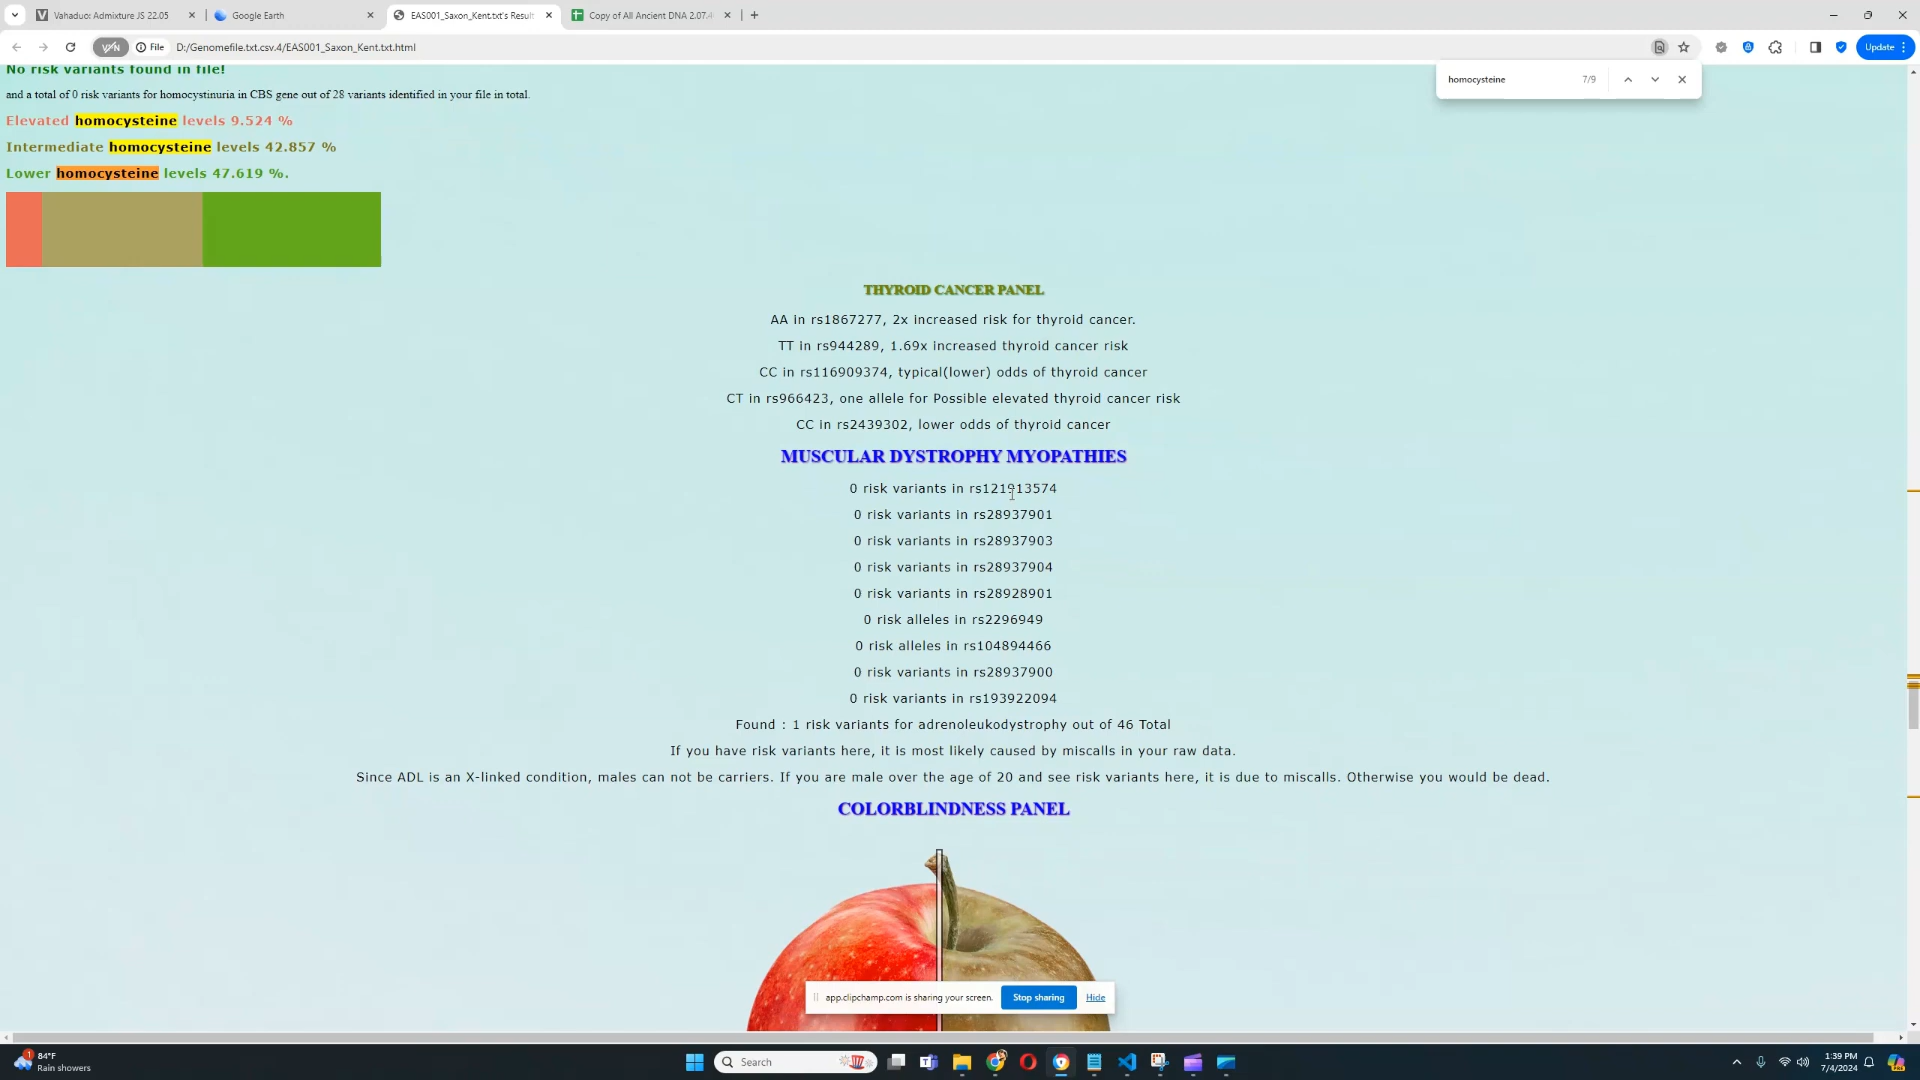 Vahaduo: Admixture JS 22.05
Google Earth
EAS001_Saxon_Kent.txt's Result
Copy of All Ancient DNA 2.07.4
VPN
File
D:/Genomefile.txt.csv.4/EAS001_Saxon_Kent.txt.html
Update
homocysteine
7/9
No risk variants found in file!
and a total of 0 risk variants for homocystinuria in CBS gene out of 28 variants identified in your file in total.
Elevated homocysteine levels 9.524 %
Intermediate homocysteine levels 42.857 %
Lower homocysteine levels 47.619 %.
THYROID CANCER PANEL
AA in rs1867277, 2x increased risk for thyroid cancer.
TT in rs944289, 1.69x increased thyroid cancer risk
CC in rs116909374, typical(lower) odds of thyroid cancer
CT in rs966423, one allele for Possible elevated thyroid cancer risk
CC in rs2439302, lower odds of thyroid cancer
MUSCULAR DYSTROPHY MYOPATHIES
0 risk variants in rs121913574
0 risk variants in rs28937901
0 risk variants in rs28937903
0 risk variants in rs28937904
0 risk variants in rs28928901
0 risk alleles in rs2296949
0 risk alleles in rs104894466
0 risk variants in rs28937900
0 risk variants in rs193922094
Found : 1 risk variants for adrenoleukodystrophy out of 46 Total
If you have risk variants here, it is most likely caused by miscalls in your raw data.
Since ADL is an X-linked condition, males can not be carriers. If you are male over the age of 20 and see risk variants here, it is due to miscalls. Otherwise you would be dead.
COLORBLINDNESS PANEL
app.clipchamp.com is sharing your screen.
Stop sharing
Hide
1
84°F
Rain showers
Search
1:39 PM
7/4/2024